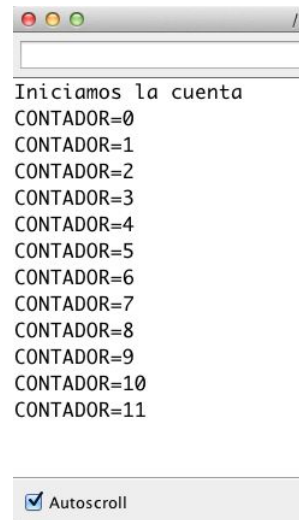 /
Iniciamos la cuenta
CONTADOR=0
CONTADOR=1
CONTADOR=2
CONTADOR=3
CONTADOR=4
CONTADOR=5
CONTADOR=6
CONTADOR=7
CONTADOR=8
CONTADOR=9
CONTADOR=10
CONTADOR=11
Autoscroll